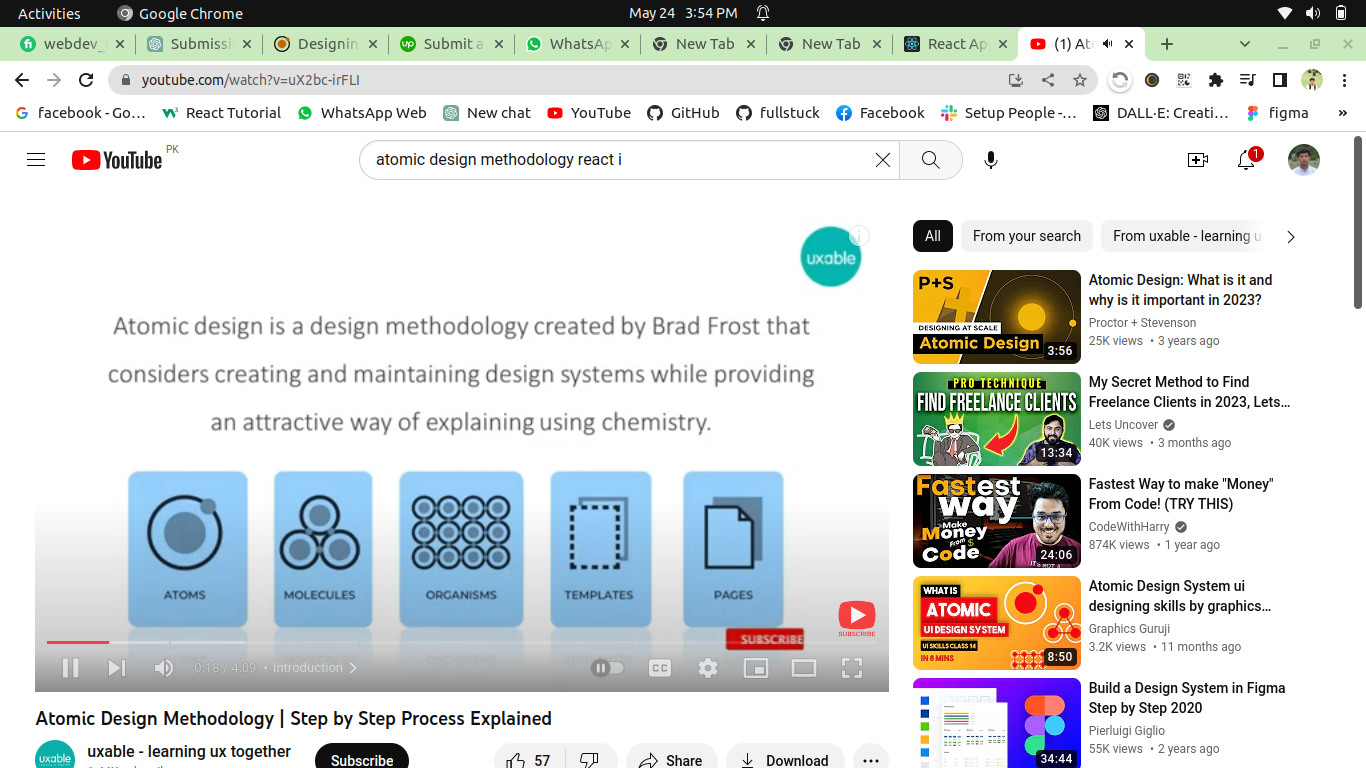 Activities
Google Chrome
May 24 3:54 PM
webdev_
Submissi
Designin
Submit a
WhatsAp
New Tab
New Tab
React Ap
(1) Ato
youtube.com/watch?v=uX2bc-irFLI
facebook - Go…
React Tutorial
WhatsApp Web
New chat
YouTube
GitHub
fullstuck
Facebook
Setup People -…
DALL·E: Creati…
figma
»
YouTube PK
atomic design methodology react i
1
uxable
Atomic design is a design methodology created by Brad Frost that
considers creating and maintaining design systems while providing
an attractive way of explaining using chemistry.
ATOMS
MOLECULES
ORGANISMS
TEMPLATES
PAGES
SUBSCRIBE
SUBSCRIBE
0:18 / 4:09 • Introduction
CC
Atomic Design Methodology | Step by Step Process Explained
uxable
uxable - learning ux together
Subscribe
57
Share
Download
All
From your search
From uxable - learning u
P+S
DESIGNING AT SCALE
Atomic Design
3:56
Atomic Design: What is it and
why is it important in 2023?
Proctor + Stevenson
25K views • 3 years ago
PRO TECHNIQUE
FIND FREELANCE CLIENTS
13:34
My Secret Method to Find
Freelance Clients in 2023, Lets…
Lets Uncover
40K views • 3 months ago
Fastest
way
Make
Money
From $
Code
24:06
Fastest Way to make "Money"
From Code! (TRY THIS)
CodeWithHarry
874K views • 1 year ago
WHAT IS
ATOMIC
UI DESIGN SYSTEM
UI SKILLS CLASS 14
IN 8 MINS
8:50
Atomic Design System ui
designing skills by graphics…
Graphics Guruji
3.2K views • 11 months ago
34:44
Build a Design System in Figma
Step by Step 2020
Pierluigi Giglio
55K views • 2 years ago